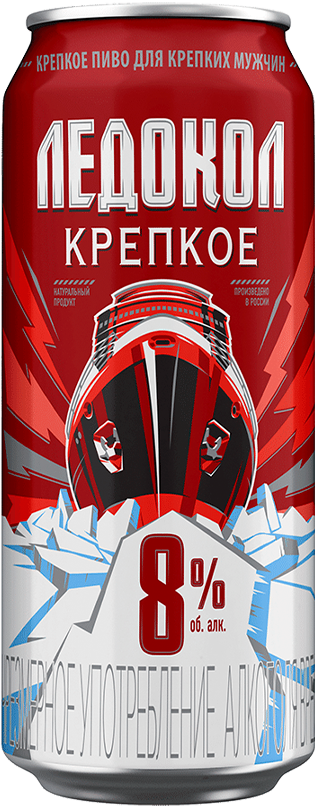 КРЕПКОЕ ПИВО ДЛЯ КРЕПКИХ МУЖЧИН
ЛЕДОКОЛ
КРЕПКОЕ
НАТУРАЛЬНЫЙ ПРОДУКТ
ПРОИЗВЕДЕНО В РОССИИ
8%
об. алк.
УПОТРЕБЛЕНИЕ